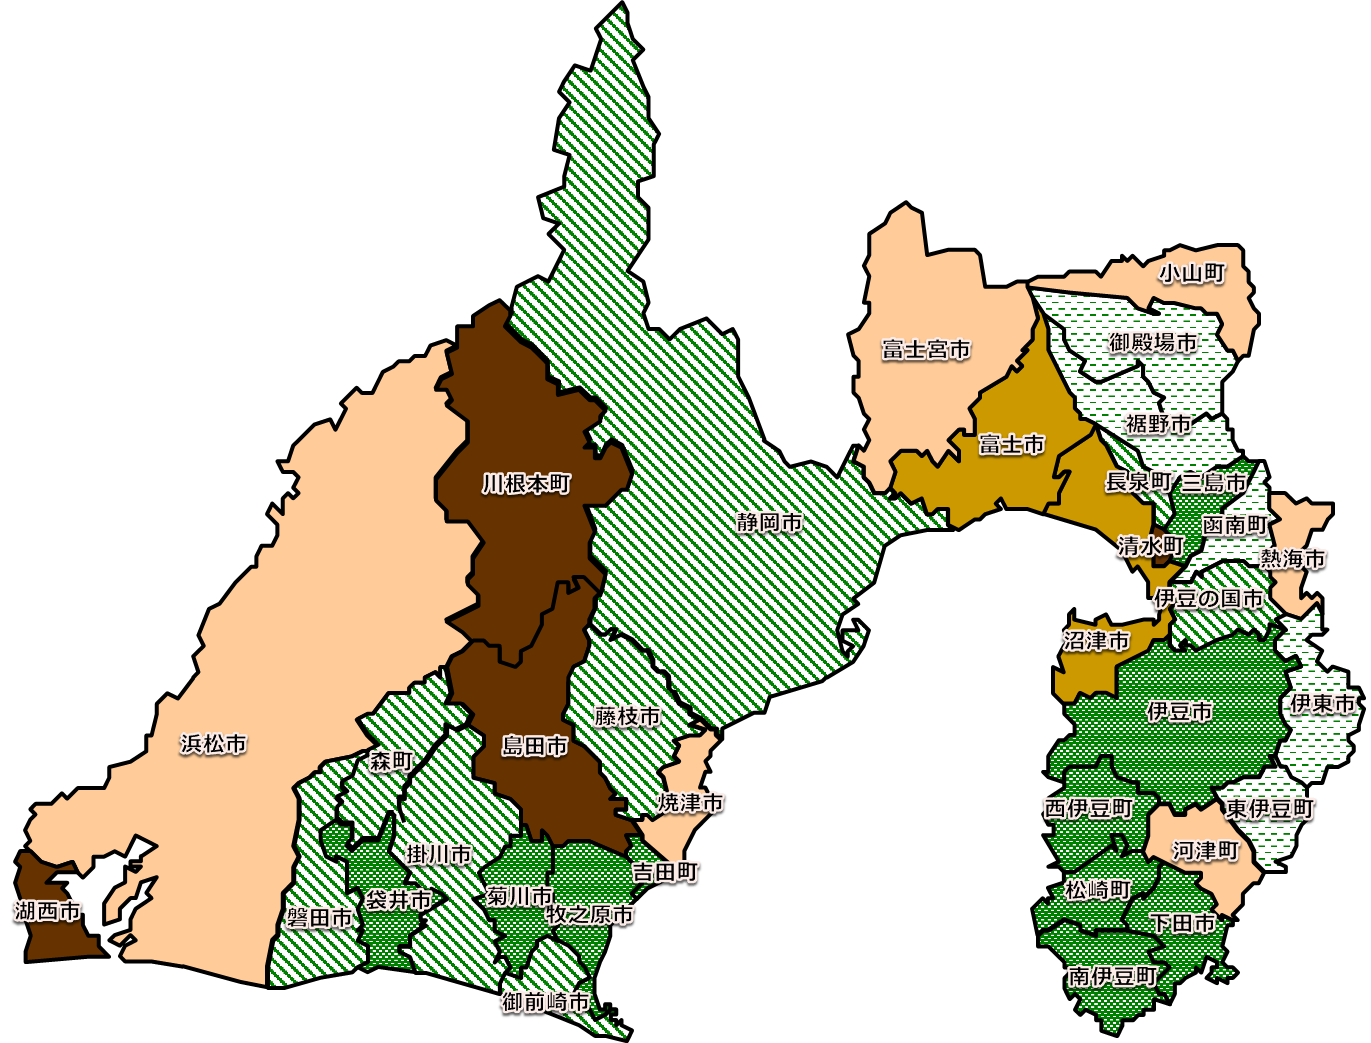 小山町
御殿場市
富士宮市
裾野市
富士市
川根本町
長泉町
三島市
静岡市
函南町
清水町
熱海市
伊豆の国市
沼津市
伊東市
伊豆市
藤枝市
浜松市
島田市
森町
焼津市
西伊豆町
東伊豆町
掛川市
河津町
吉田町
松崎町
菊川市
袋井市
湖西市
牧之原市
磐田市
下田市
南伊豆町
御前崎市